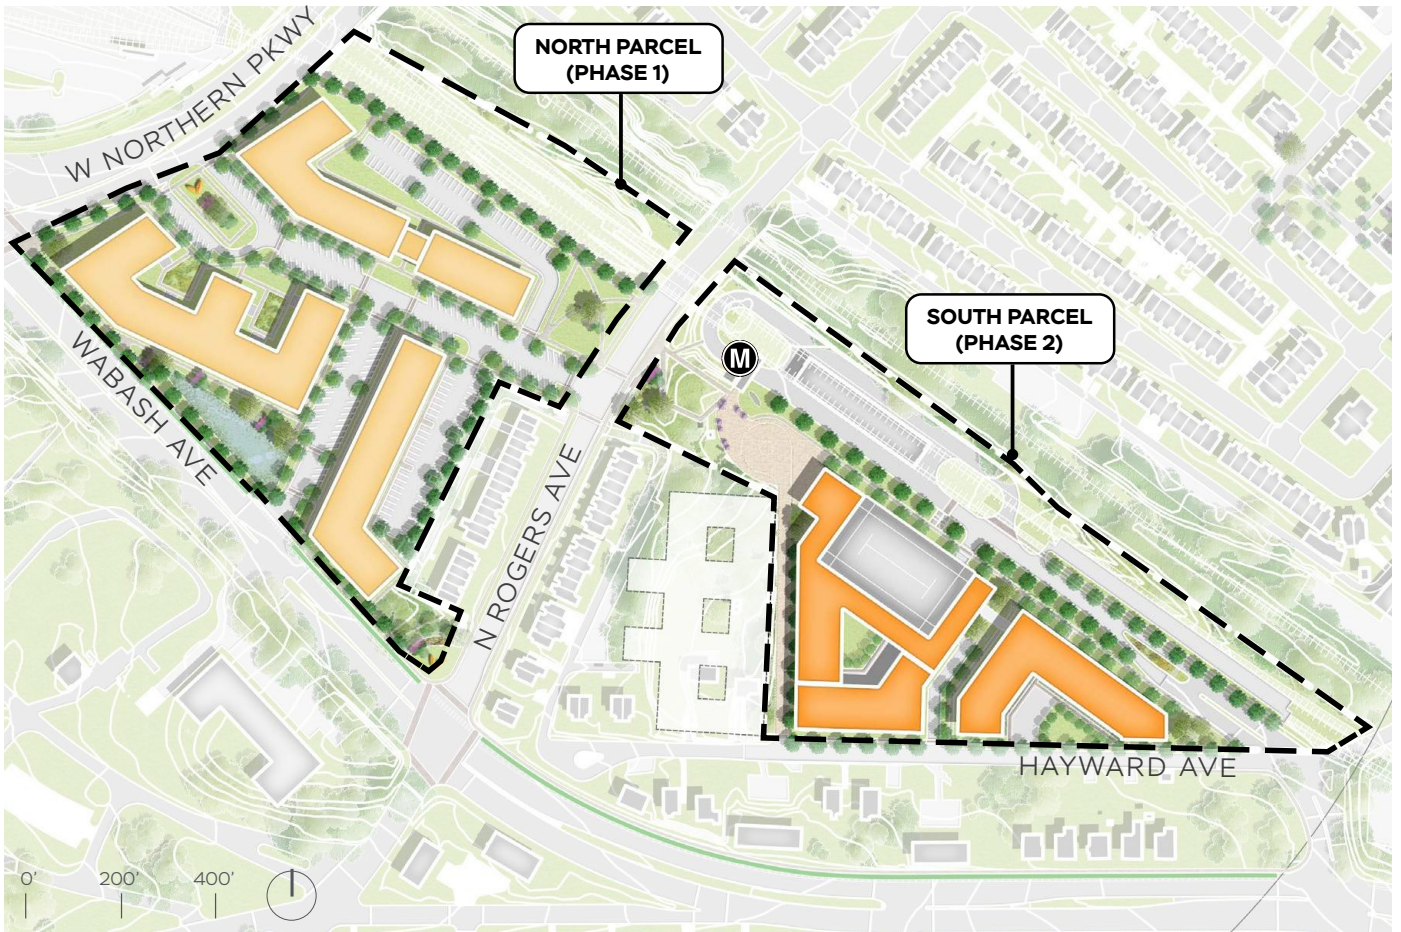 NORTH PARCEL
(PHASE 1)
W NORTHERN PKWY
SOUTH PARCEL
(PHASE 2)
M
WABASH AVE
N ROGERS AVE
HAYWARD AVE
0' 200' 400'